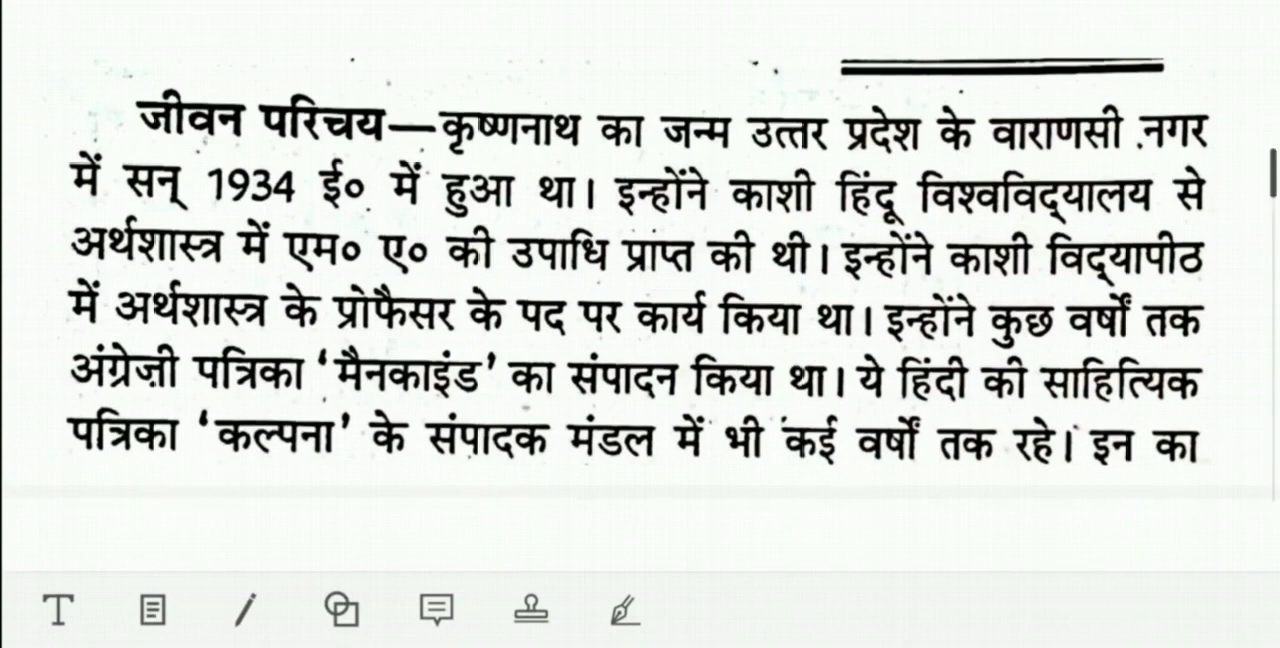 जीवन परिचय—कृष्णनाथ का जन्म उत्तर प्रदेश के वाराणसी नगर
में सन् 1934 ई० में हुआ था। इन्होंने काशी हिंदू विश्वविद्यालय से
अर्थशास्त्र में एम० ए० की उपाधि प्राप्त की थी। इन्होंने काशी विद्यापीठ
में अर्थशास्त्र के प्रोफैसर के पद पर कार्य किया था। इन्होंने कुछ वर्षों तक
अंग्रेज़ी पत्रिका ‘मैनकाइंड’ का संपादन किया था। ये हिंदी की साहित्यिक
पत्रिका ‘कल्पना’ के संपादक मंडल में भी कई वर्षों तक रहे। इन का
T